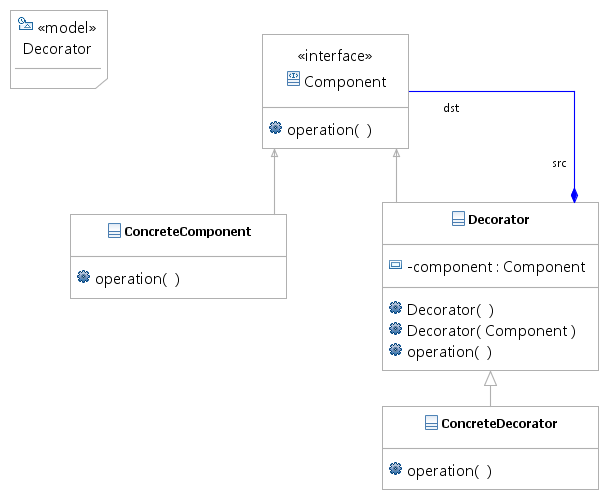 «model»
Decorator
«interface»
Component
operation( )
dst
src
ConcreteComponent
operation( )
Decorator
-component : Component
Decorator( )
Decorator( Component )
operation( )
ConcreteDecorator
operation( )